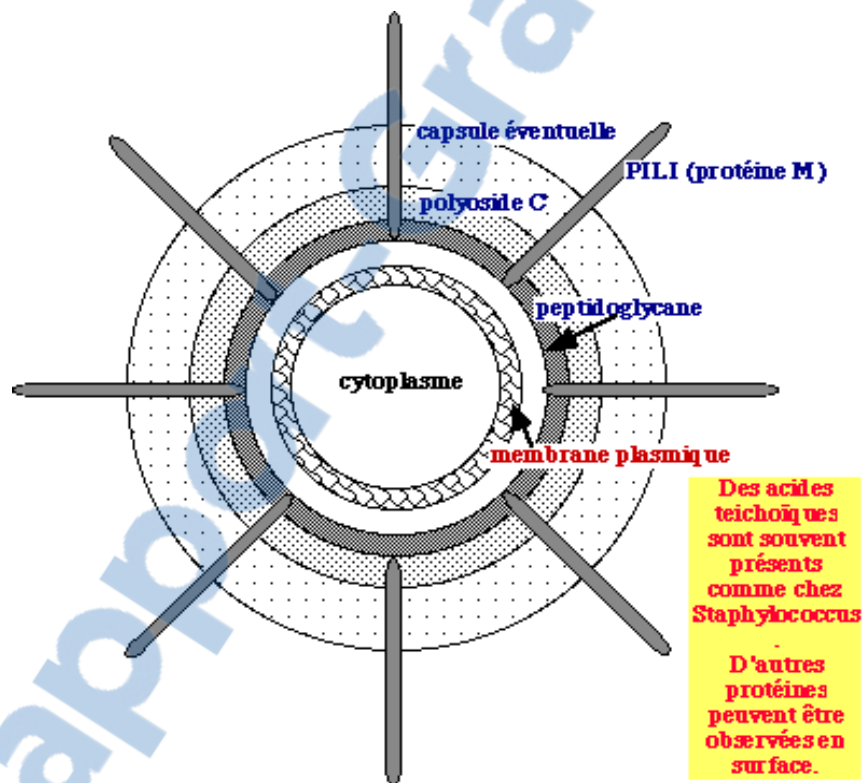 capsule éventuelle
PILI (protéine M)
polyoside C
peptidoglycane
cytoplasme
membrane plasmique
Des acides
teichoïques
sont souvent
présents
comme chez
Staphylococcus
.
D'autres
protéines
peuvent être
observées en
surface.